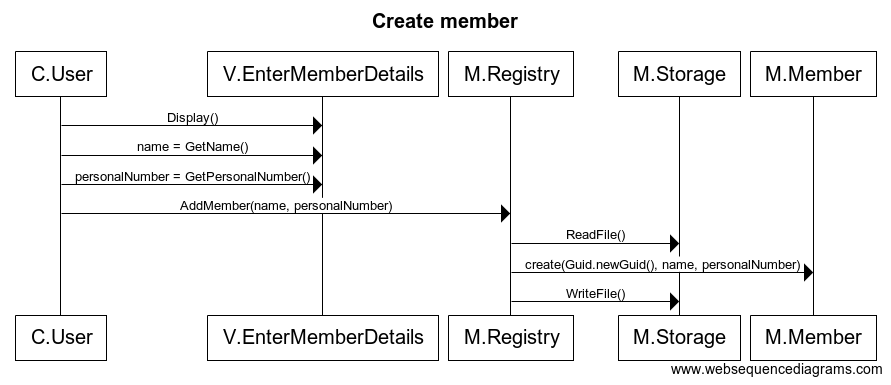 Create member
C.User
V.EnterMemberDetails
M.Registry
M.Storage
M.Member
Display()
name = GetName()
personalNumber = GetPersonalNumber()
AddMember(name, personalNumber)
ReadFile()
create(Guid.newGuid(), name, personalNumber)
WriteFile()
C.User
V.EnterMemberDetails
M.Registry
M.Storage
M.Member
www.websequencediagrams.com